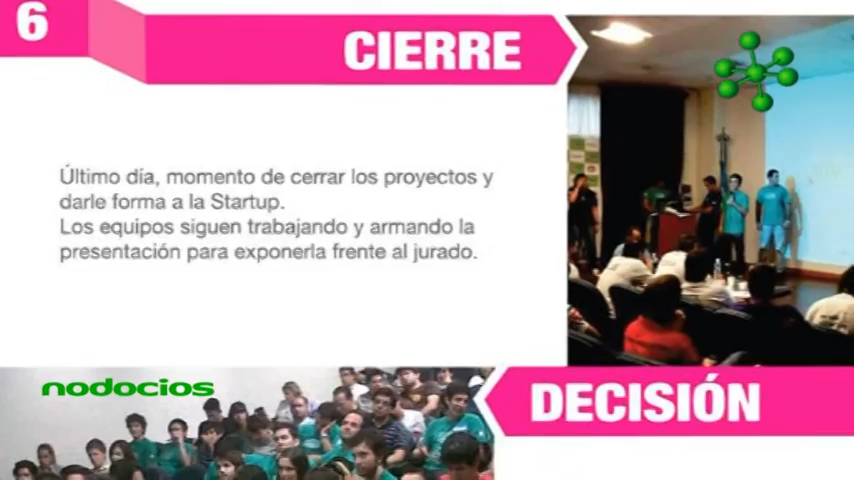 6
CIERRE
Último día, momento de cerrar los proyectos y
darle forma a la Startup.
Los equipos siguen trabajando y armando la
presentación para exponerla frente al jurado.
nodocios
DECISIÓN